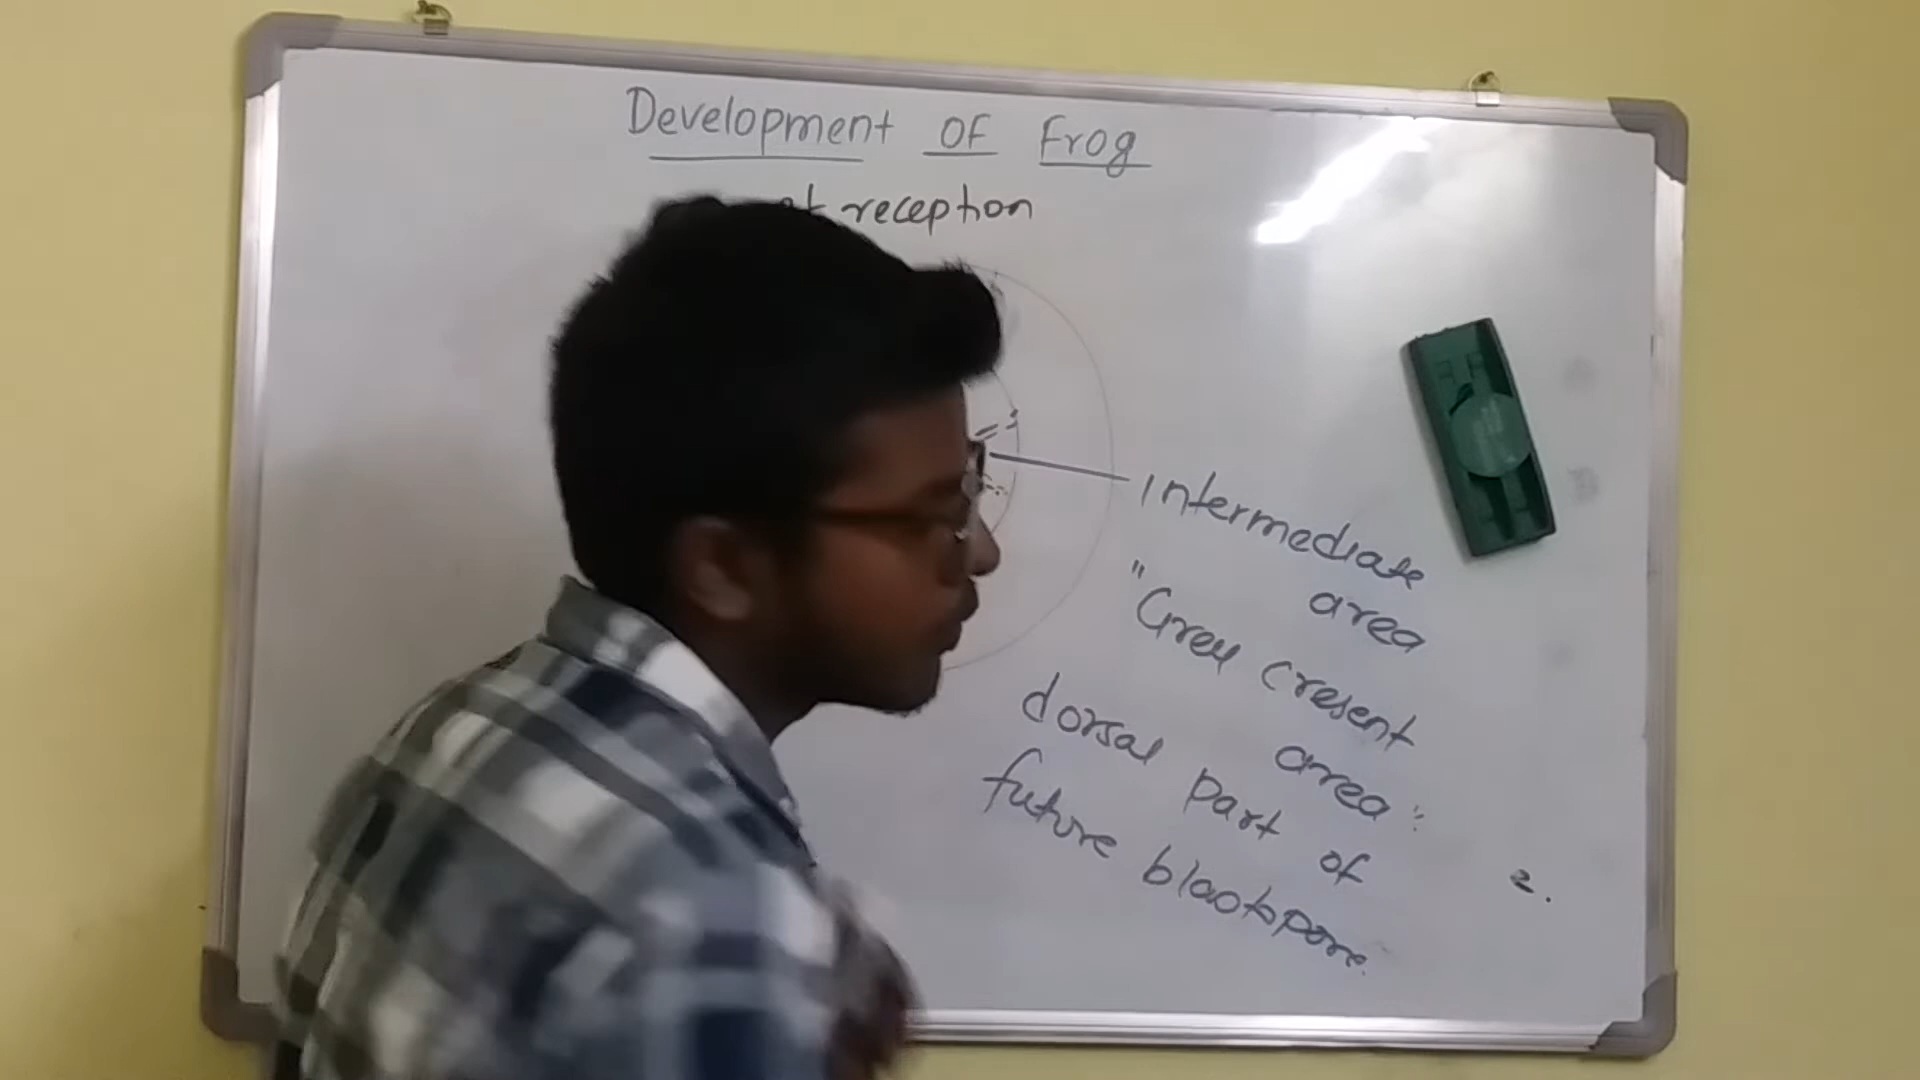 Development OF Frog
reception
Intermediate
area
"Grey Cresent
area"
dorsal part of
future blastopore.
2.